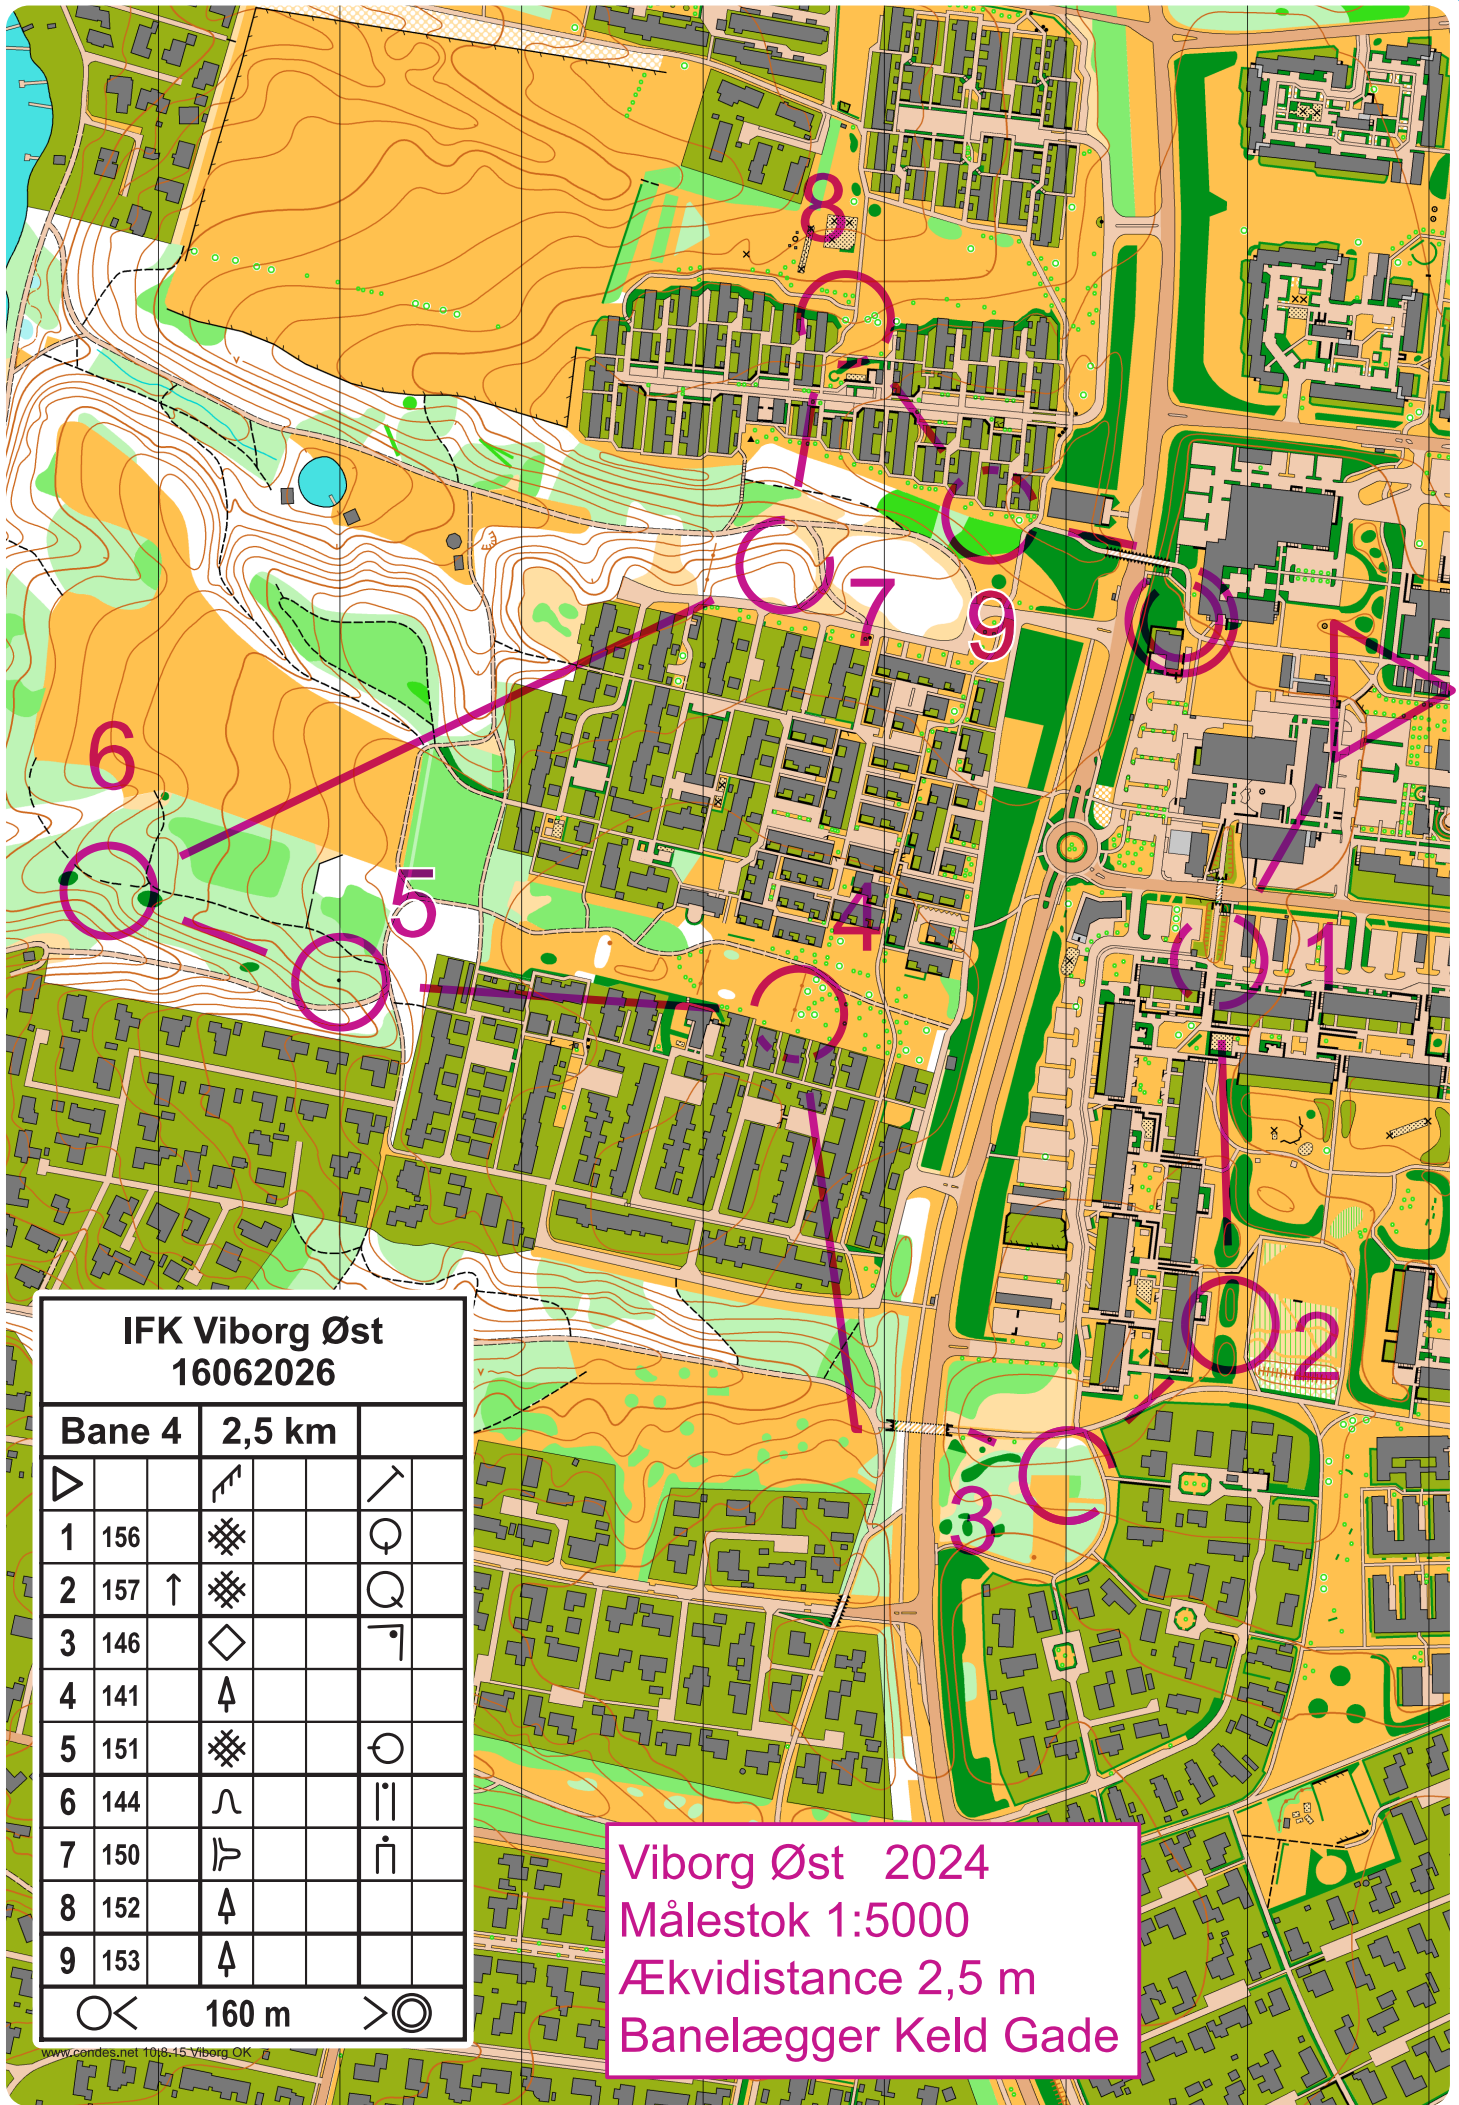 8
7
9
6
5
4
1
2
3
IFK Viborg Øst
16062026
Bane 4 2,5 km
1 156
2 157
3 146
4 141
5 151
6 144
7 150
8 152
9 153
160 m
www.condes.net 10.8.15 Viborg OK
Viborg Øst 2024
Målestok 1:5000
Ækvidistance 2,5 m
Banelægger Keld Gade